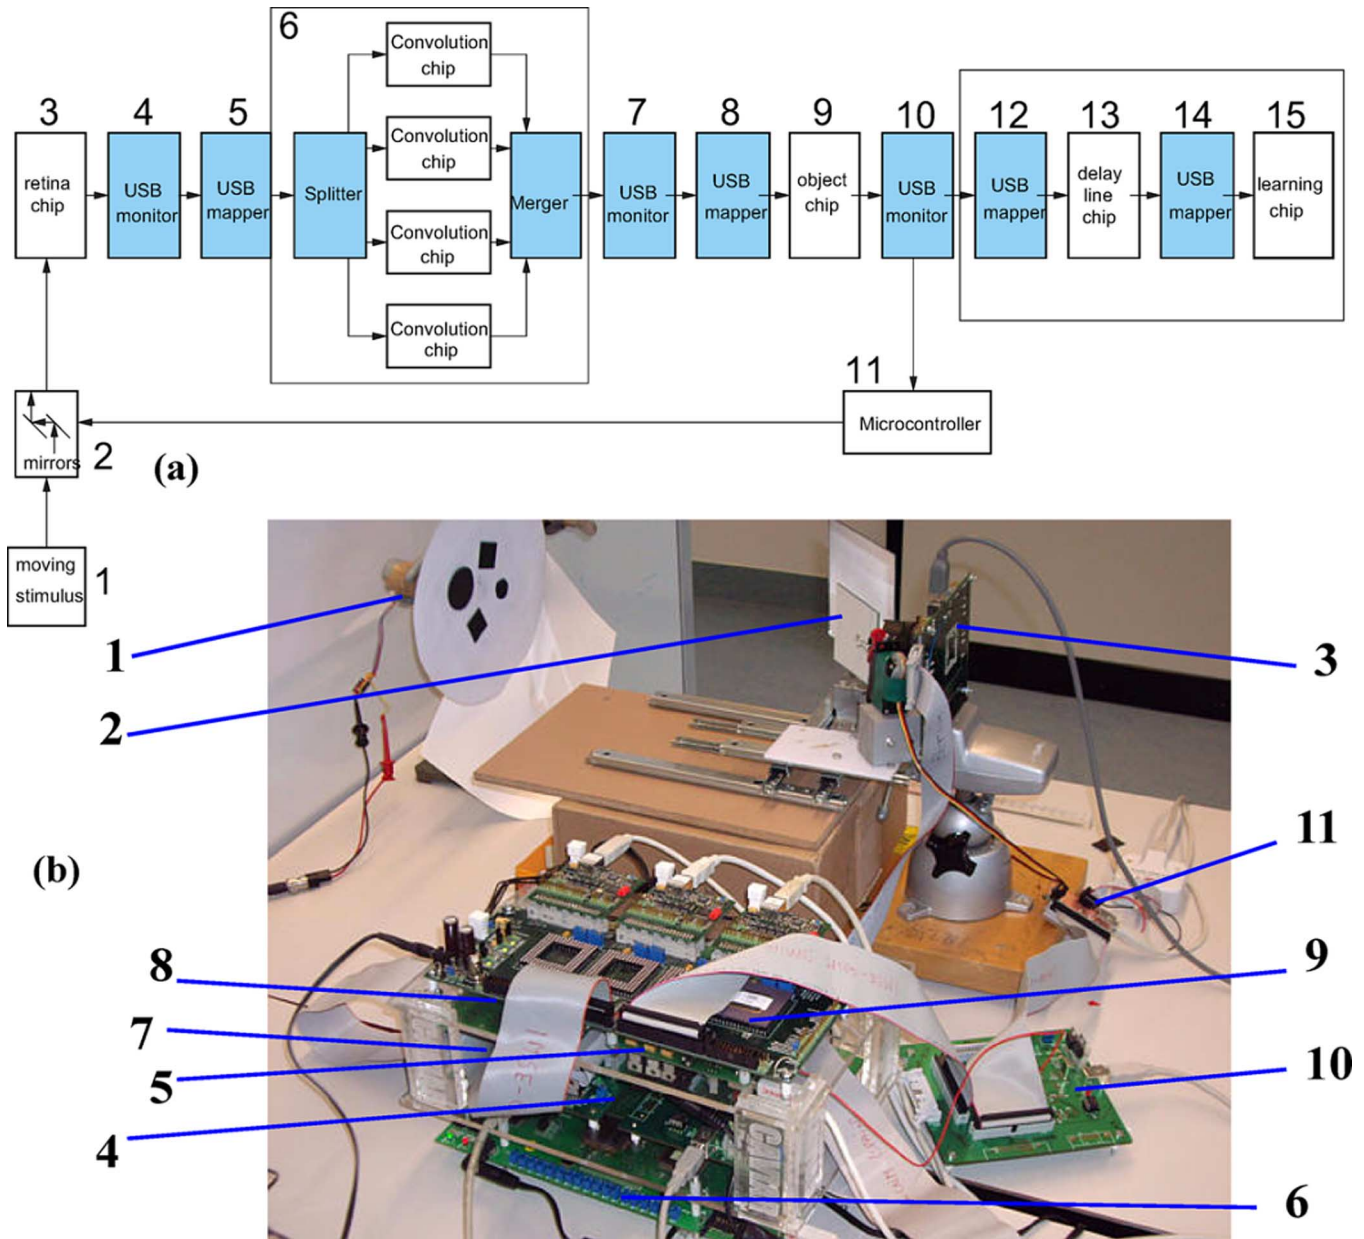 6
Convolution
chip
3
4
5
7
8
9
10
12
13
14
15
retina
chip
USB
monitor
USB
mapper
Splitter
Convolution
chip
Convolution
chip
Merger
USB
monitor
USB
mapper
object
chip
USB
monitor
USB
mapper
delay
line
chip
USB
mapper
learning
chip
Convolution
chip
11
Microcontroller
mirrors
2
(a)
moving
stimulus
1
1
2
3
(b)
11
8
9
7
5
10
4
6